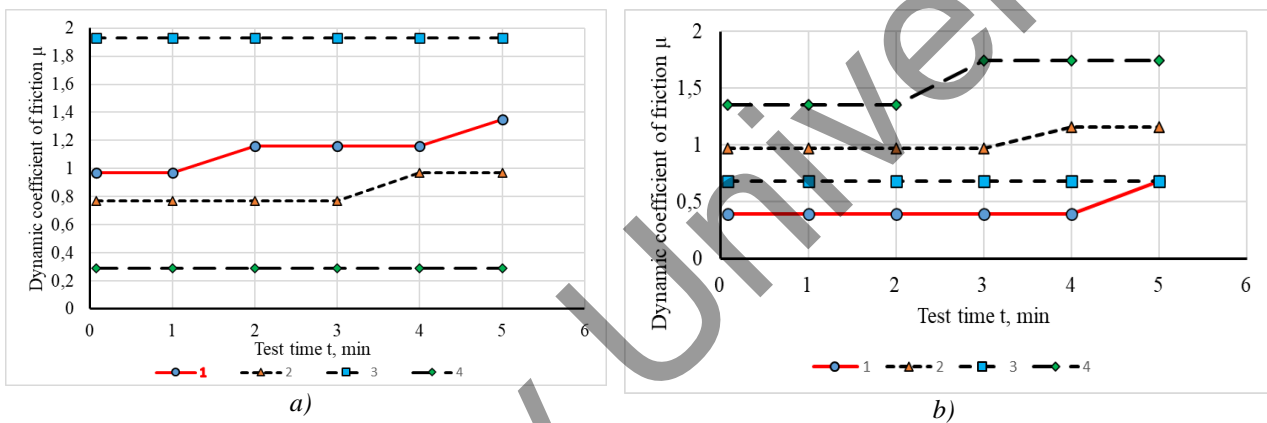 Dynamic coefficient of friction µ
2
1,8
1,6
1,4
1,2
1
0,8
0,6
0,4
0,2
0
0 1 2 3 4 5 6
Test time t, min
1 2 3 4
a)
Dynamic coefficient of friction µ
2
1,5
1
0,5
0
0 1 2 3 4 5 6
Test time t, min
1 2 3 4
b)